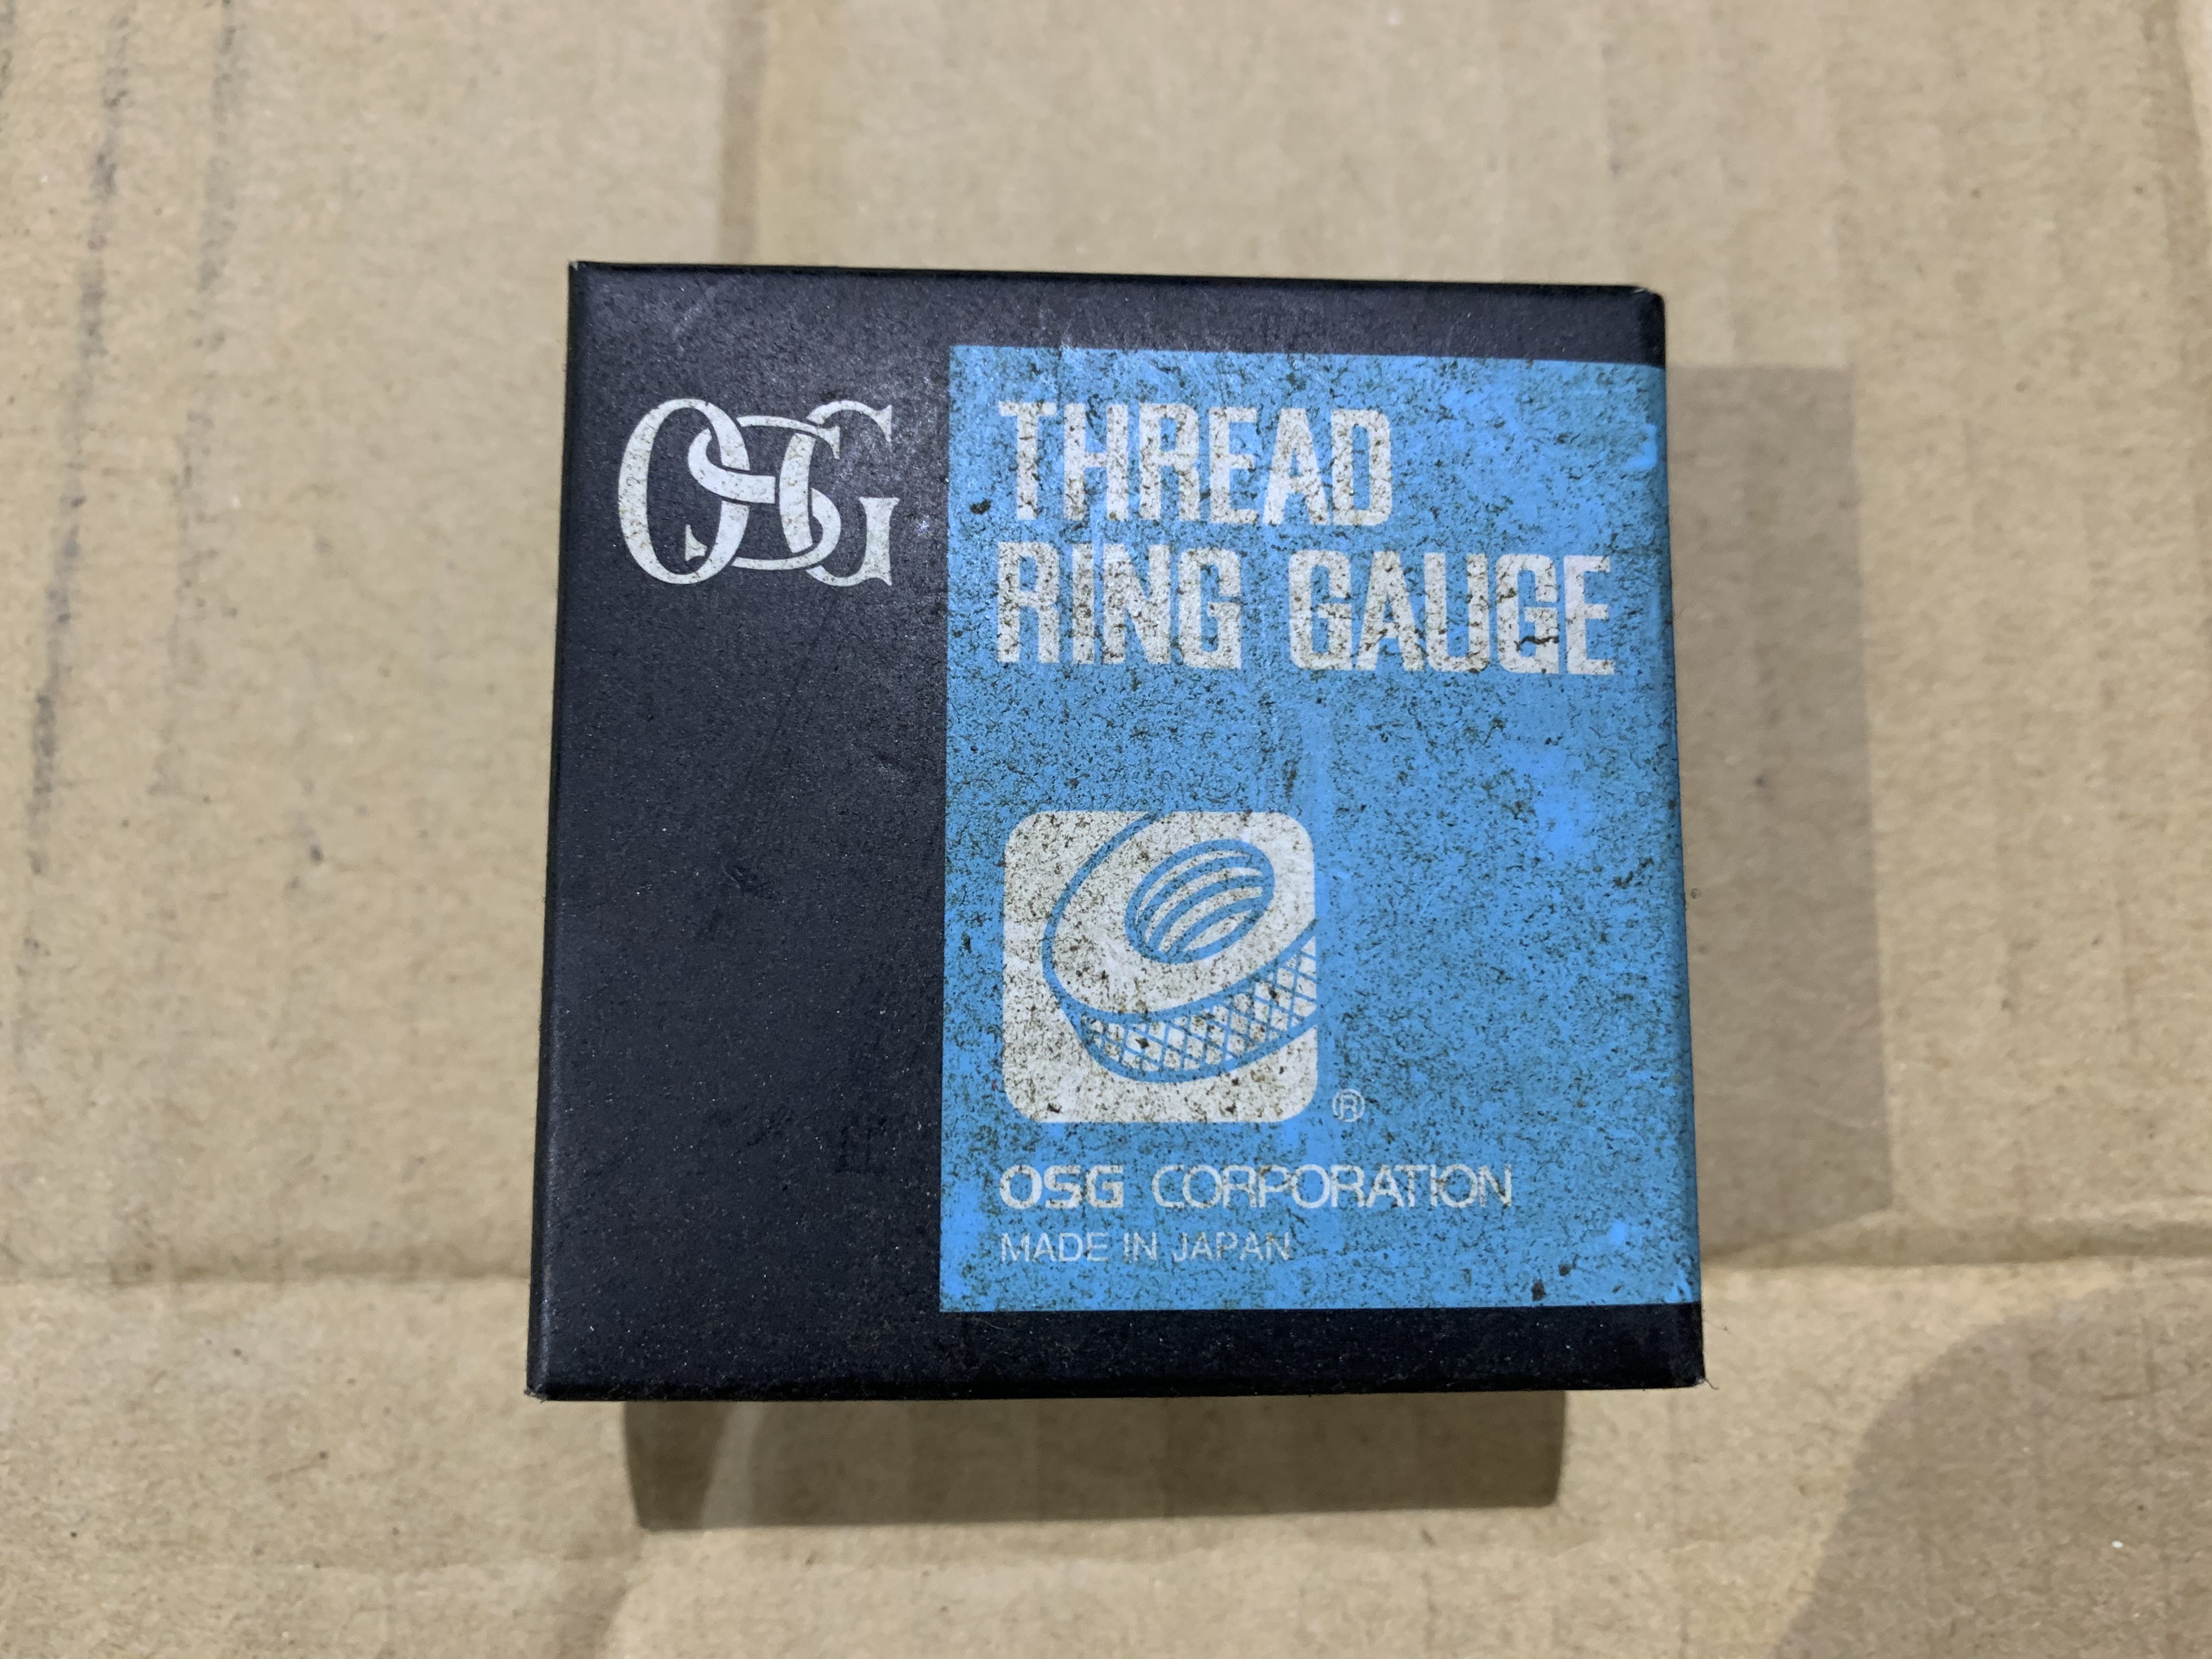 OSG
THREAD
RING GAUGE
®
OSG CORPORATION
MADE IN JAPAN